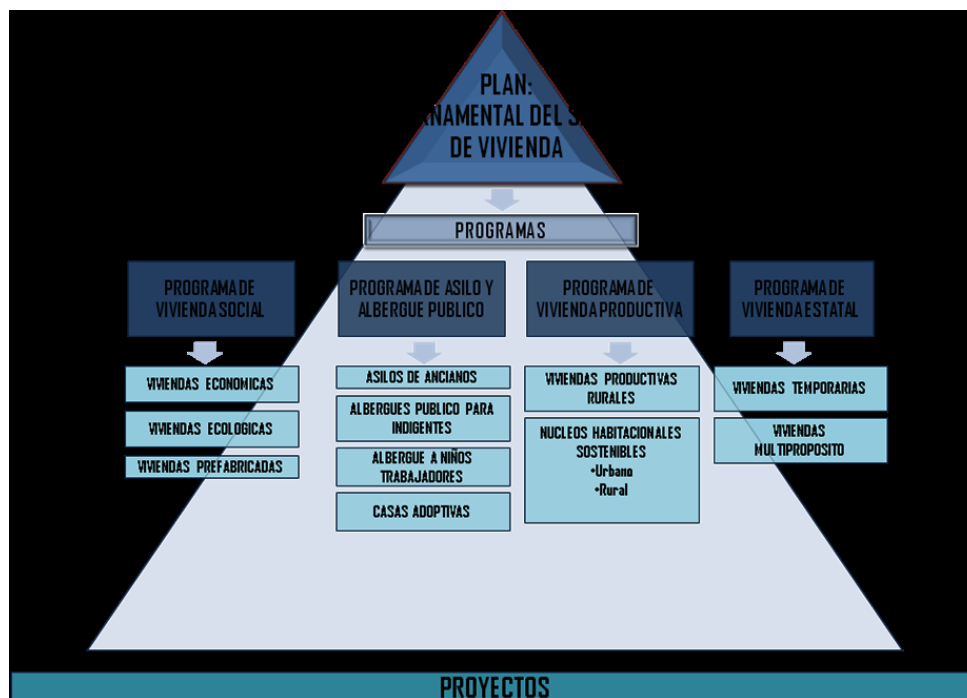 PLAN:
DEL
DE VIVIENDA
PROGRAMAS
PROGRAMA DE
VIVIENDA SOCIAL
VIVIENDAS ECONOMICAS
VIVIENDAS ECOLOGICAS
VIVIENDAS PREFABRICADAS
PROGRAMA DE ASILO Y
ALBERGUE PUBLICO
ASILOS DE ANCIANOS
ALBERGUES PUBLICO PARA
INDIGENTES
ALBERGUE A NIÑOS
TRABAJADORES
CASAS ADOPTIVAS
PROGRAMA DE
VIVIENDA PRODUCTIVA
VIVIENDAS PRODUCTIVAS
RURALES
NUCLEOS HABITACIONALES
SOSTENIBLES
•Urbano
•Rural
PROGRAMA DE
VIVIENDA ESTATAL
VIVIENDAS TEMPORARIAS
VIVIENDAS
MULTIPROPOSITO
PROYECTOS